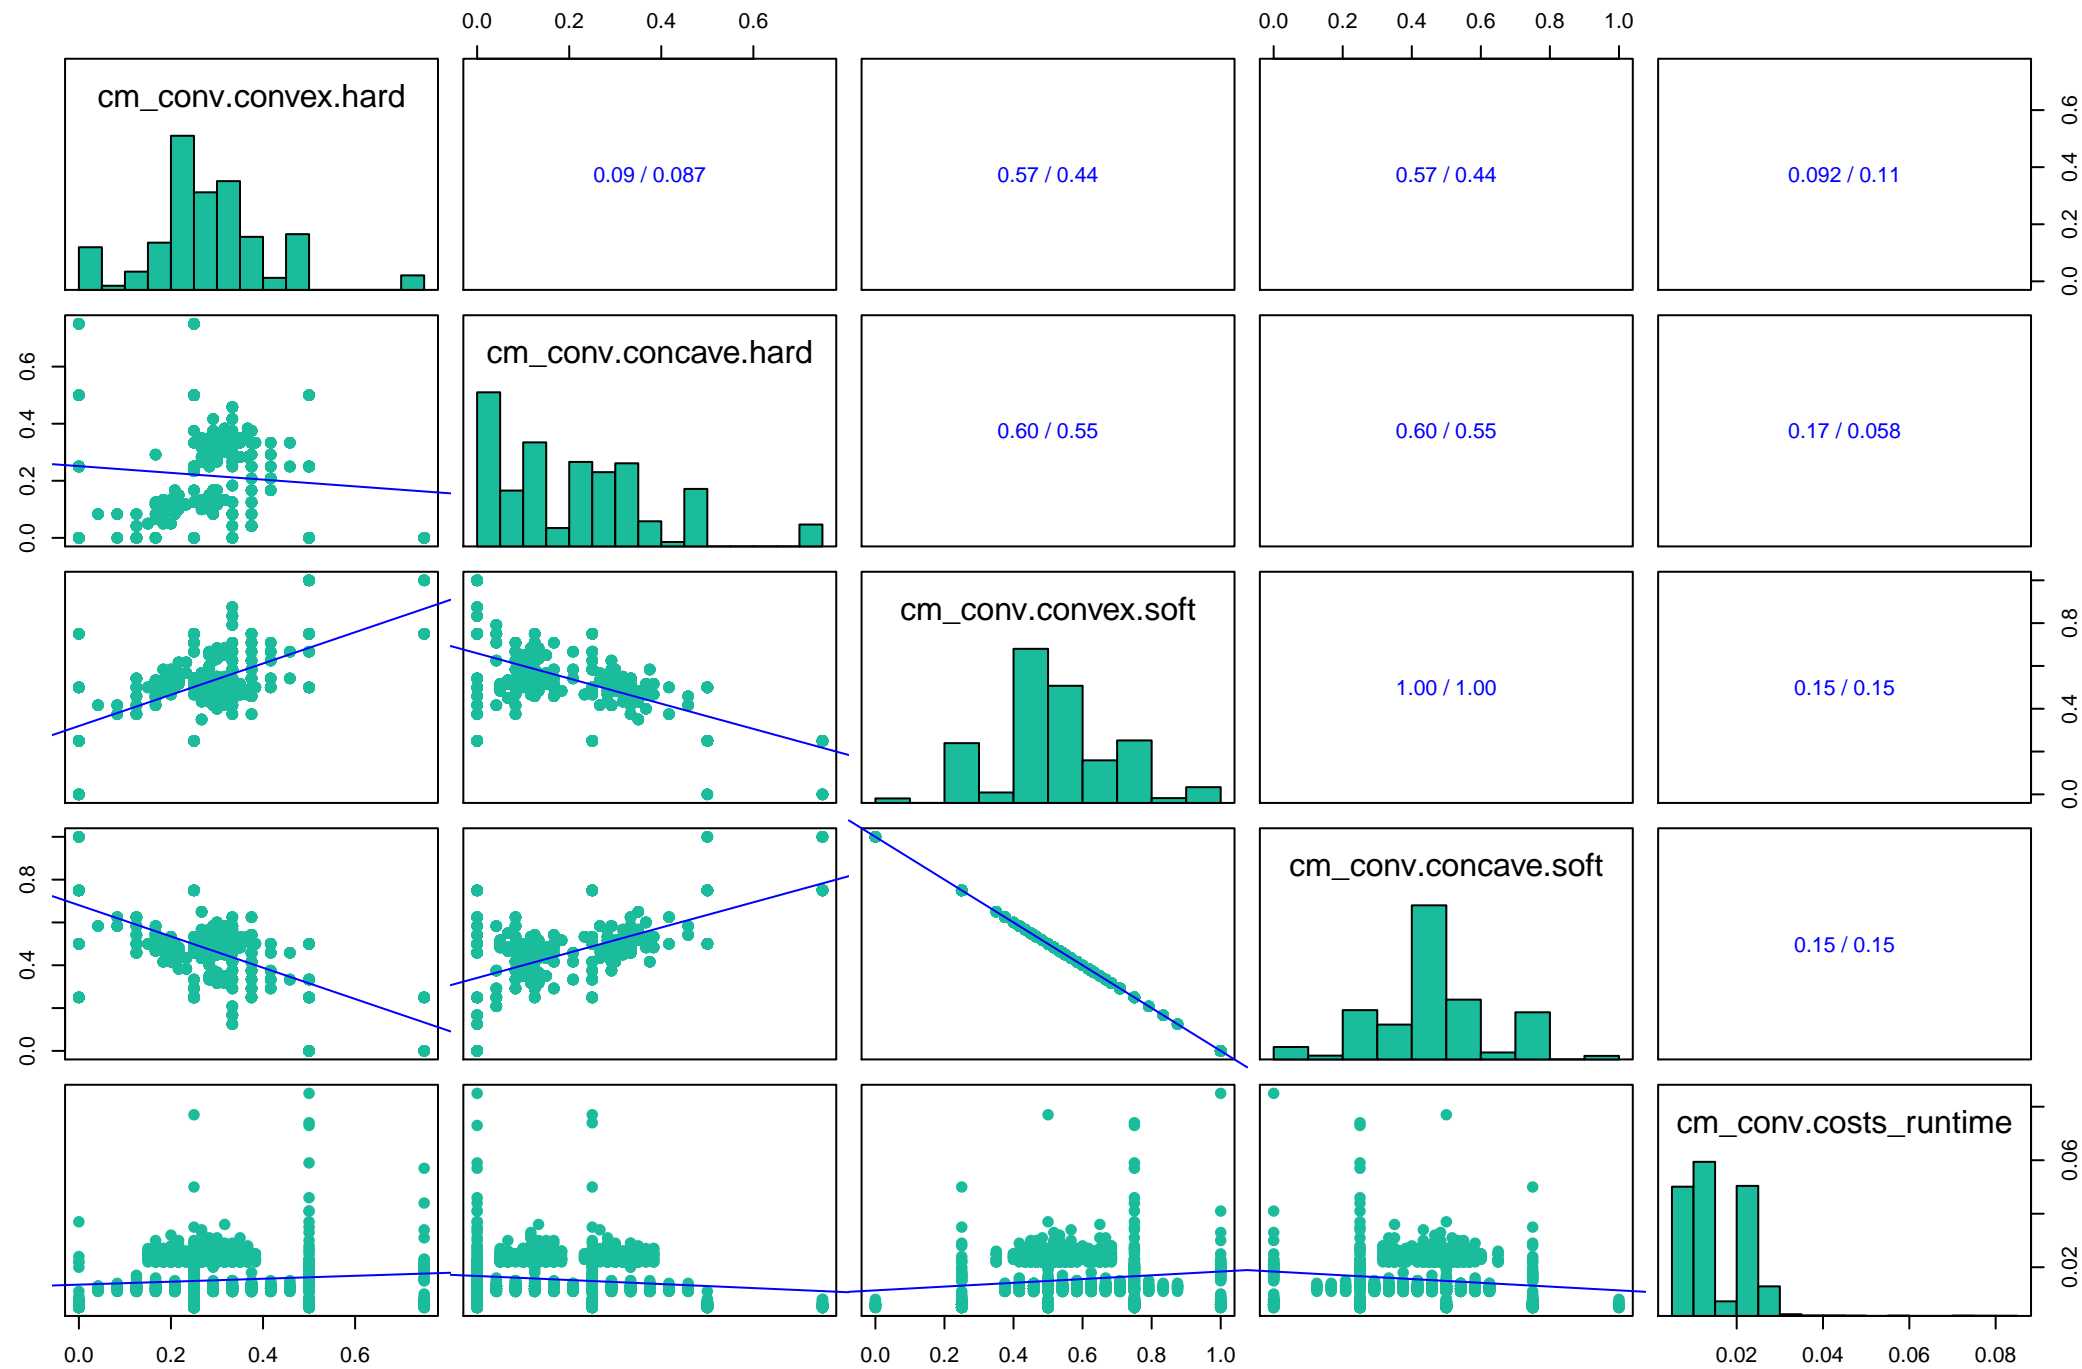 0.0 0.2 0.4 0.6
0.0 0.2 0.4 0.6 0.8 1.0
cm_conv.convex.hard
0.09 / 0.087
0.57 / 0.44
0.57 / 0.44
0.092 / 0.11
0.0 0.2 0.4 0.6
0.0 0.2 0.4 0.6
cm_conv.concave.hard
0.60 / 0.55
0.60 / 0.55
0.17 / 0.058
cm_conv.convex.soft
1.00 / 1.00
0.15 / 0.15
0.0 0.4 0.8
0.0 0.4 0.8
cm_conv.concave.soft
0.15 / 0.15
cm_conv.costs_runtime
0.02 0.06
0.0 0.2 0.4 0.6
0.0 0.2 0.4 0.6 0.8 1.0
0.02 0.04 0.06 0.08